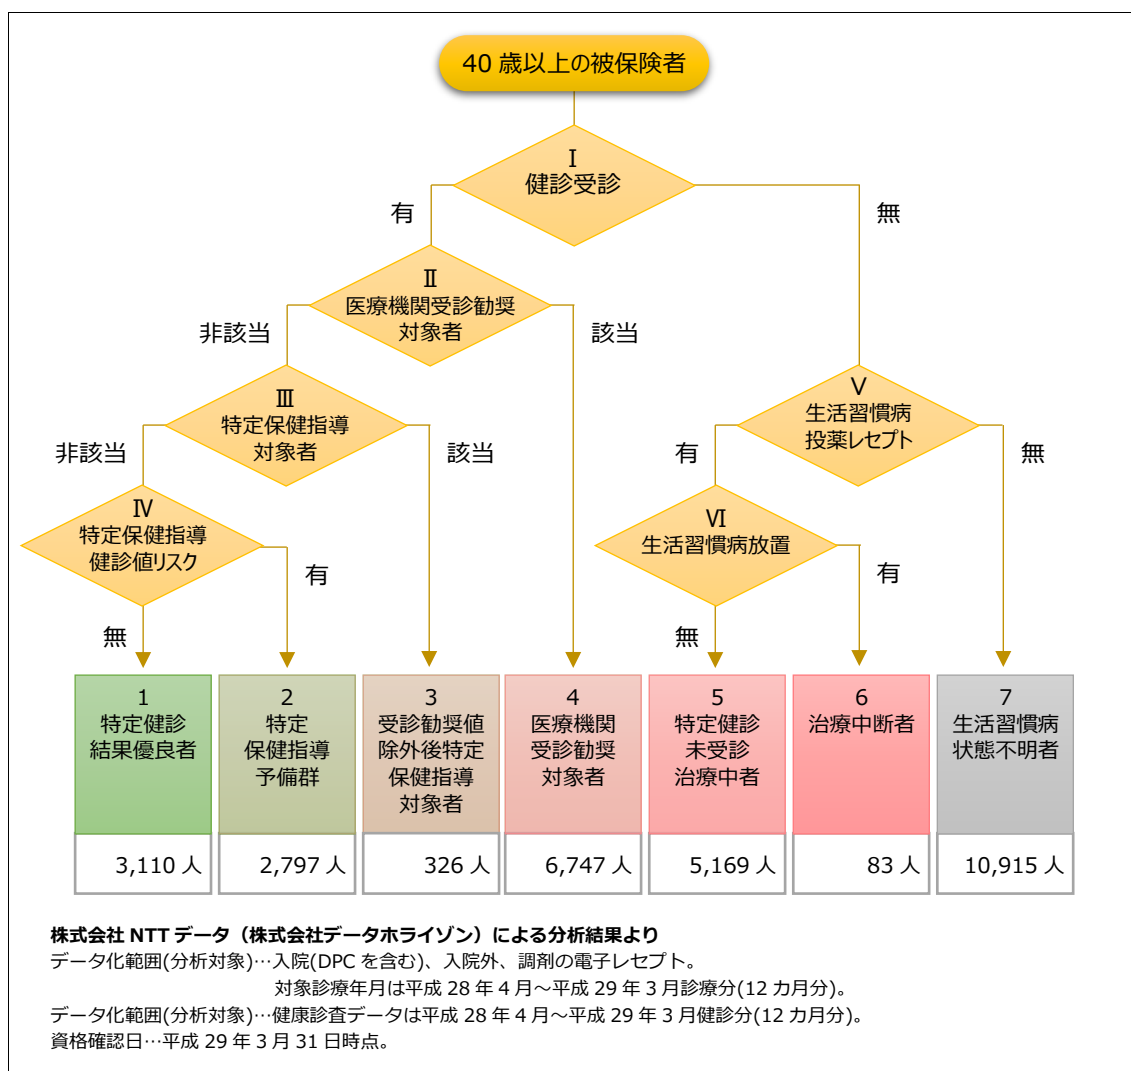 40 歳以上の被保険者
Ⅰ
健診受診
有
無
Ⅱ
医療機関受診勧奨
対象者
非該当
該当
Ⅲ
特定保健指導
対象者
Ⅴ
生活習慣病
投薬レセプト
非該当
該当
有
無
Ⅳ
特定保健指導
健診値リスク
Ⅵ
生活習慣病放置
有
有
無
無
1
特定健診
結果優良者
2
特定
保健指導
予備群
3
受診勧奨値
除外後特定
保健指導
対象者
4
医療機関
受診勧奨
対象者
5
特定健診
未受診
治療中者
6
治療中断者
7
生活習慣病
状態不明者
3,110 人
2,797 人
326 人
6,747 人
5,169 人
83 人
10,915 人
株式会社 NTT データ（株式会社データホライゾン）による分析結果より
データ化範囲(分析対象)…入院(DPC を含む)、入院外、調剤の電子レセプト。
対象診療年月は平成 28 年 4 月～平成 29 年 3 月診療分(12 カ月分)。
データ化範囲(分析対象)…健康診査データは平成 28 年 4 月～平成 29 年 3 月健診分(12 カ月分)。
資格確認日…平成 29 年 3 月 31 日時点。